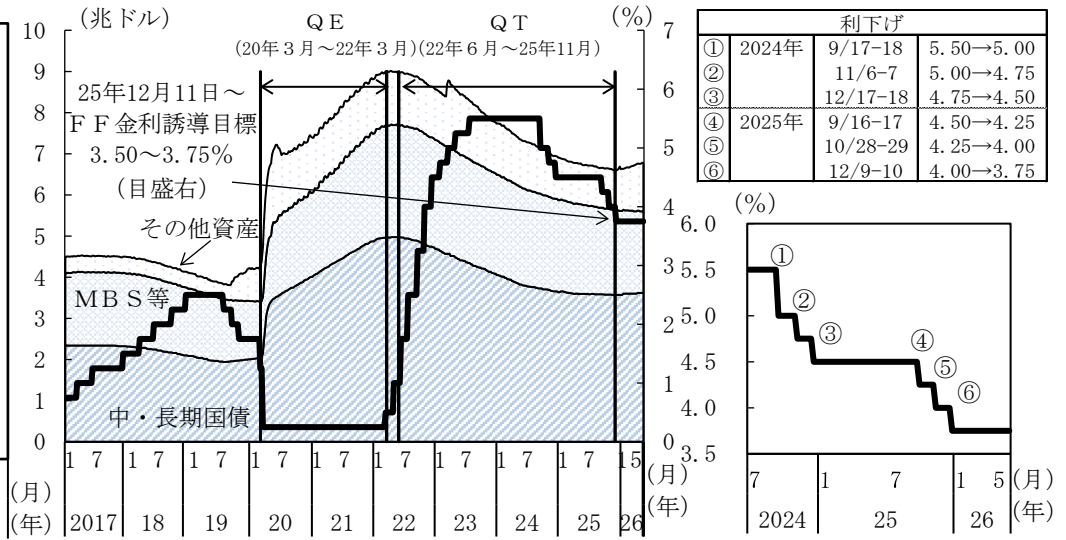 (兆ドル)
(％)
QE
QT
(20年３月～22年３月)
(22年６月～25年11月)
10
9
8
7
6
5
4
3
2
1
0
7
6
5
4
3
2
1
0
25年12月11日～
ＦＦ金利誘導目標
3.50～3.75%
(目盛右)
その他資産
ＭＢＳ等
中・長期国債
1 7 1 7 1 7 1 7 1 7 1 7 1 7 1 7 1 7 1 5
(月)
(月)
(年)
2017 18 19 20 21 22 23 24 25 26
(年)
利下げ
① 2024年 9/17-18 5.50→5.00
② 11/6-7 5.00→4.75
③ 12/17-18 4.75→4.50
④ 2025年 9/16-17 4.50→4.25
⑤ 10/28-29 4.25→4.00
⑥ 12/9-10 4.00→3.75
(％)
6.0
5.5
5.0
4.5
4.0
3.5
①
②
③
④
⑤
⑥
7 1 7 1 5 (月)
2024 25 26 (年)